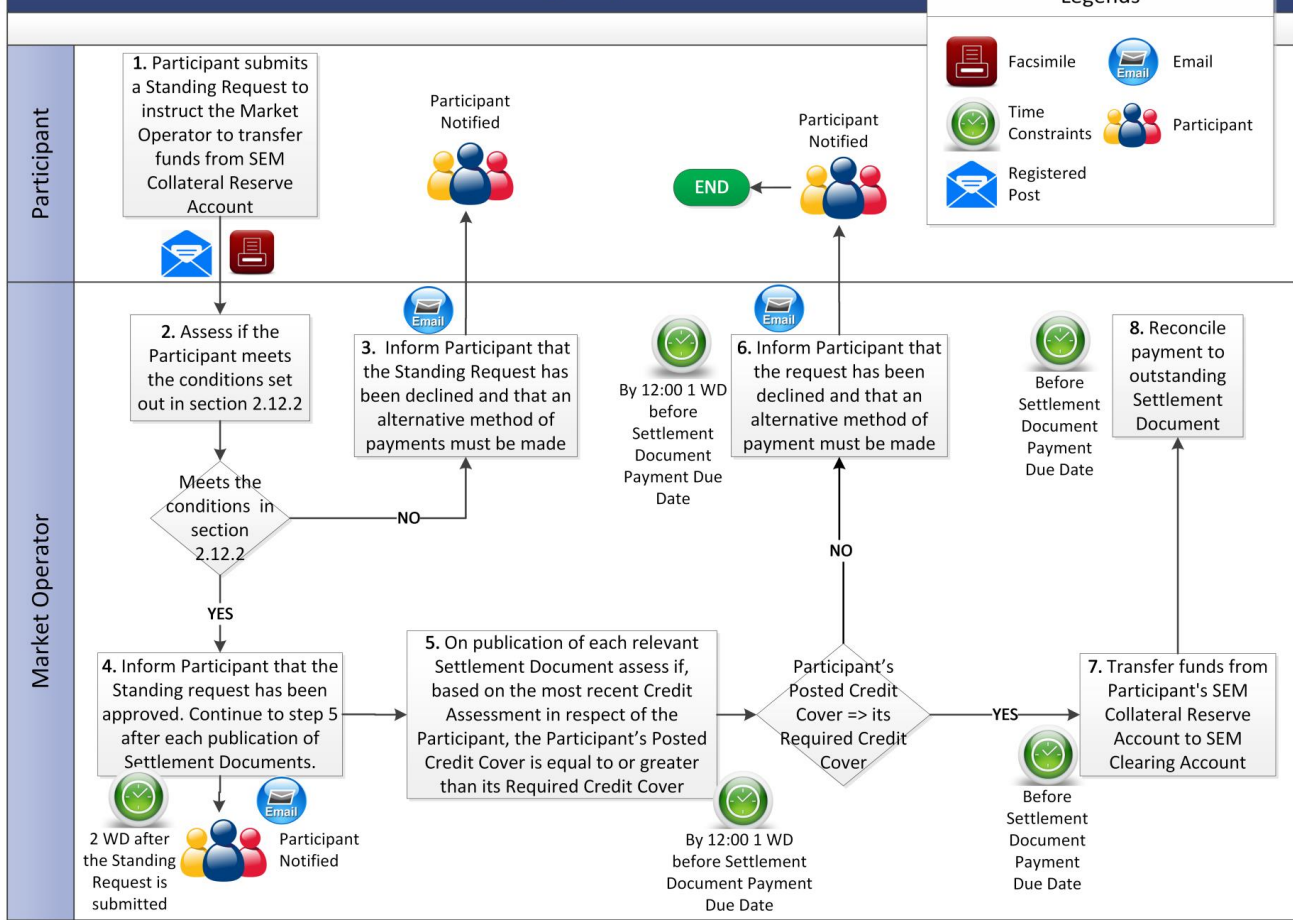 Legends
Facsimile
Email
Email
Time
Constraints
Participant
Registered
Post
Participant
1. Participant submits
a Standing Request to
instruct the Market
Operator to transfer
funds from SEM
Collateral Reserve
Account
Participant
Notified
Participant
Notified
END
Market Operator
2. Assess if the
Participant meets
the conditions set
out in section 2.12.2
Meets the
conditions in
section
2.12.2
NO
YES
Email
3. Inform Participant that
the Standing Request has
been declined and that an
alternative method of
payments must be made
4. Inform Participant that the
Standing request has been
approved. Continue to step 5
after each publication of
Settlement Documents.
2 WD after
the Standing
Request is
submitted
Email
Participant
Notified
5. On publication of each relevant
Settlement Document assess if,
based on the most recent Credit
Assessment in respect of the
Participant, the Participant's Posted
Credit Cover is equal to or greater
than its Required Credit Cover
By 12:00 1 WD
before Settlement
Document Payment
Due Date
Participant's
Posted Credit
Cover => its
Required Credit
Cover
NO
YES
By 12:00 1 WD
before
Settlement
Document
Payment Due
Date
Email
6. Inform Participant that
the request has been
declined and that an
alternative method of
payment must be made
7. Transfer funds from
Participant's SEM
Collateral Reserve
Account to SEM
Clearing Account
Before
Settlement
Document
Payment
Due Date
8. Reconcile
payment to
outstanding
Settlement
Document
Before
Settlement
Document
Payment
Due Date